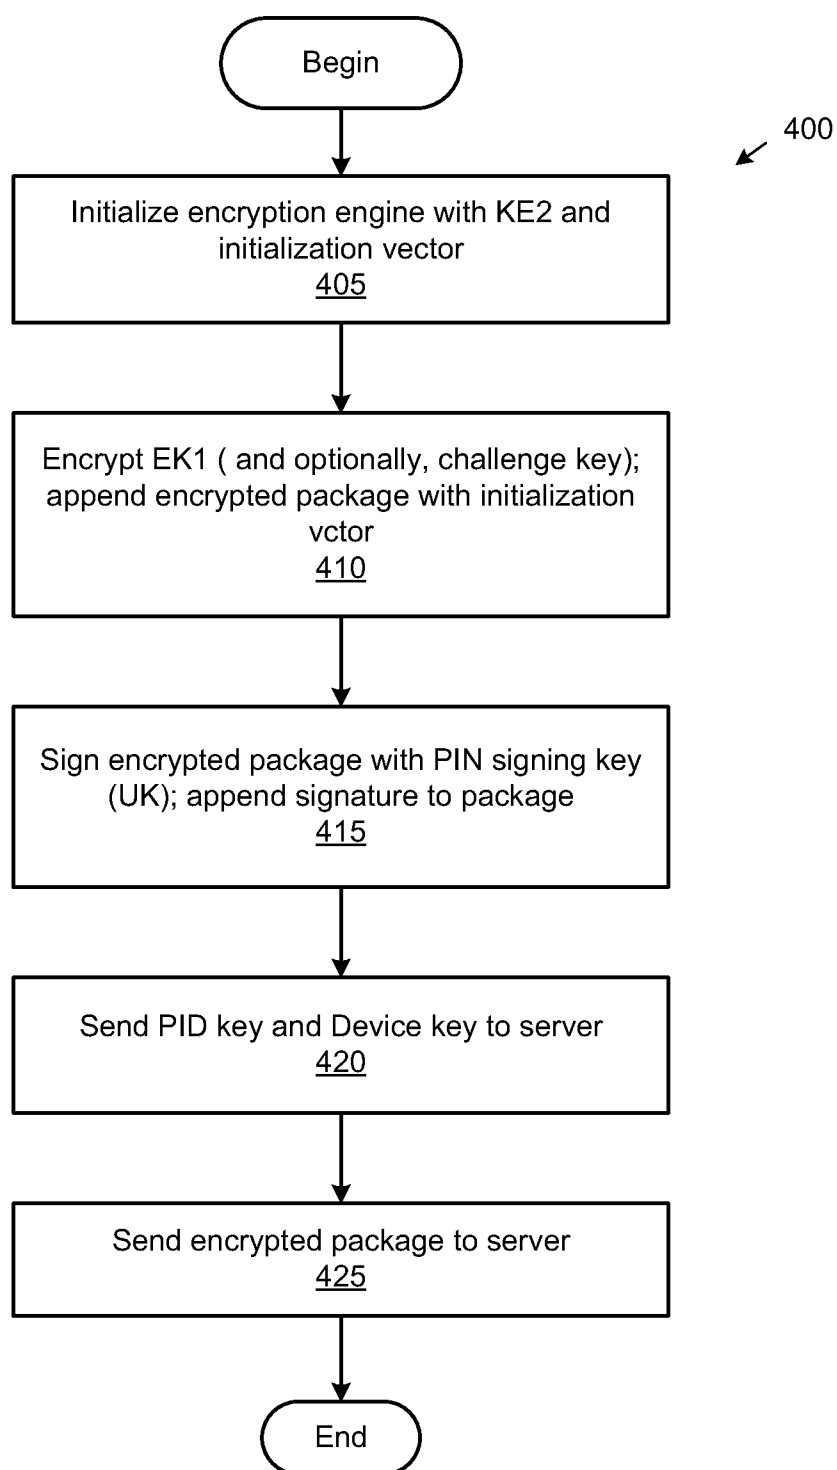 Begin
400
Initialize encryption engine with KE2 and
initialization vector
405
Encrypt EK1 ( and optionally, challenge key);
append encrypted package with initialization
vctor
410
Sign encrypted package with PIN signing key
(UK); append signature to package
415
Send PID key and Device key to server
420
Send encrypted package to server
425
End